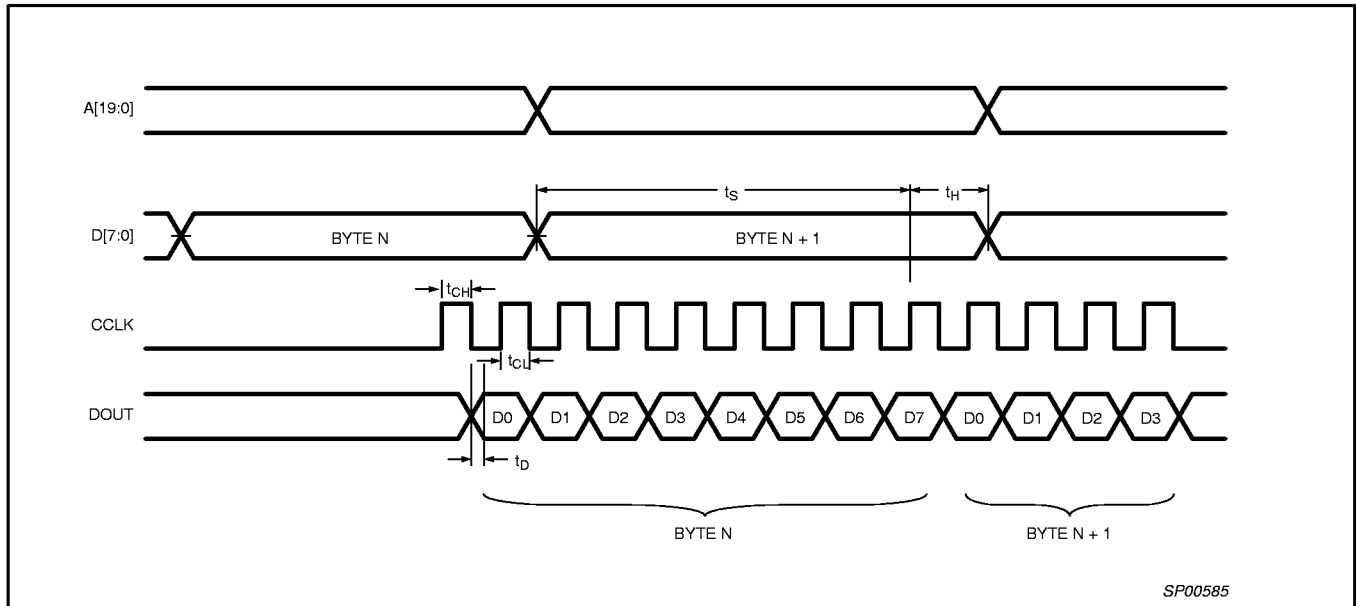 A[19:0]
tS
tH
D[7:0]
BYTE N
BYTE N + 1
tCH
CCLK
tCL
DOUT
D0 D1 D2 D3 D4 D5 D6 D7 D0 D1 D2 D3
tD
BYTE N
BYTE N + 1
SP00585